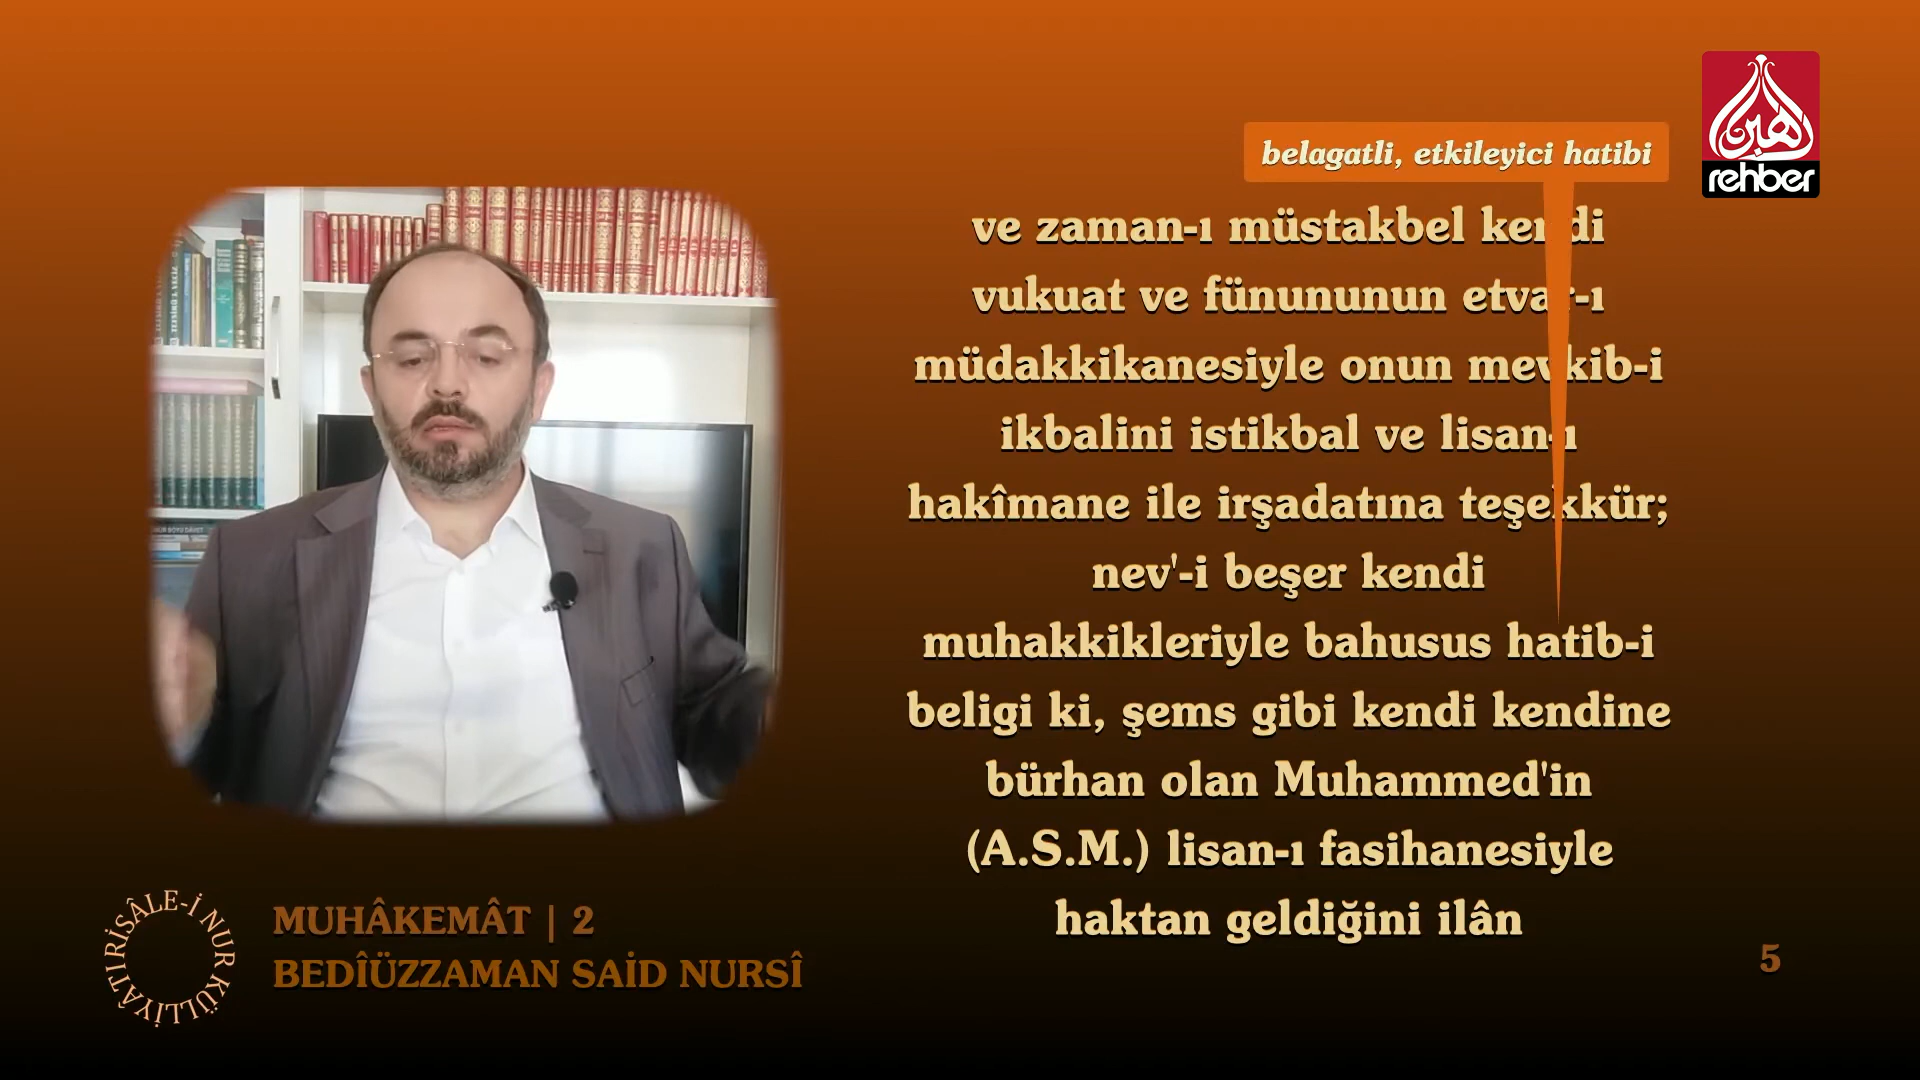 رهبر
rehber
belagatli, etkileyici hatibi
ve zaman-ı müstakbel kendi
vukuat ve fünununun etvar-ı
müdakkikanesiyle onun mevkib-i
ikbalini istikbal ve lisan-ı
hakîmane ile irşadatına teşekkür;
nev'-i beşer kendi
muhakkikleriyle bahusus hatib-i
beligi ki, şems gibi kendi kendine
bürhan olan Muhammed'in
(A.S.M.) lisan-ı fasihanesiyle
haktan geldiğini ilân
RİSÂLE-İ NUR KÜLLİYÂTI
MUHÂKEMÂT | 2
BEDÎÜZZAMAN SAİD NURSÎ
5